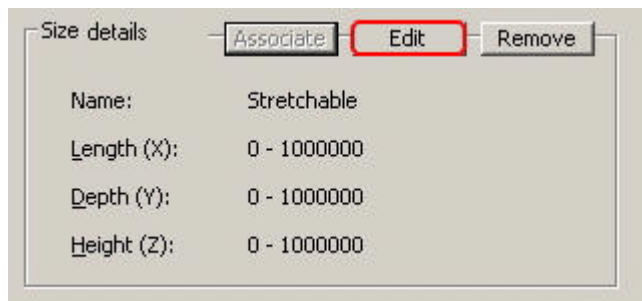 Size details Associate Edit Remove
Name: Stretchable
Length (X): 0 - 1000000
Depth (Y): 0 - 1000000
Height (Z): 0 - 1000000